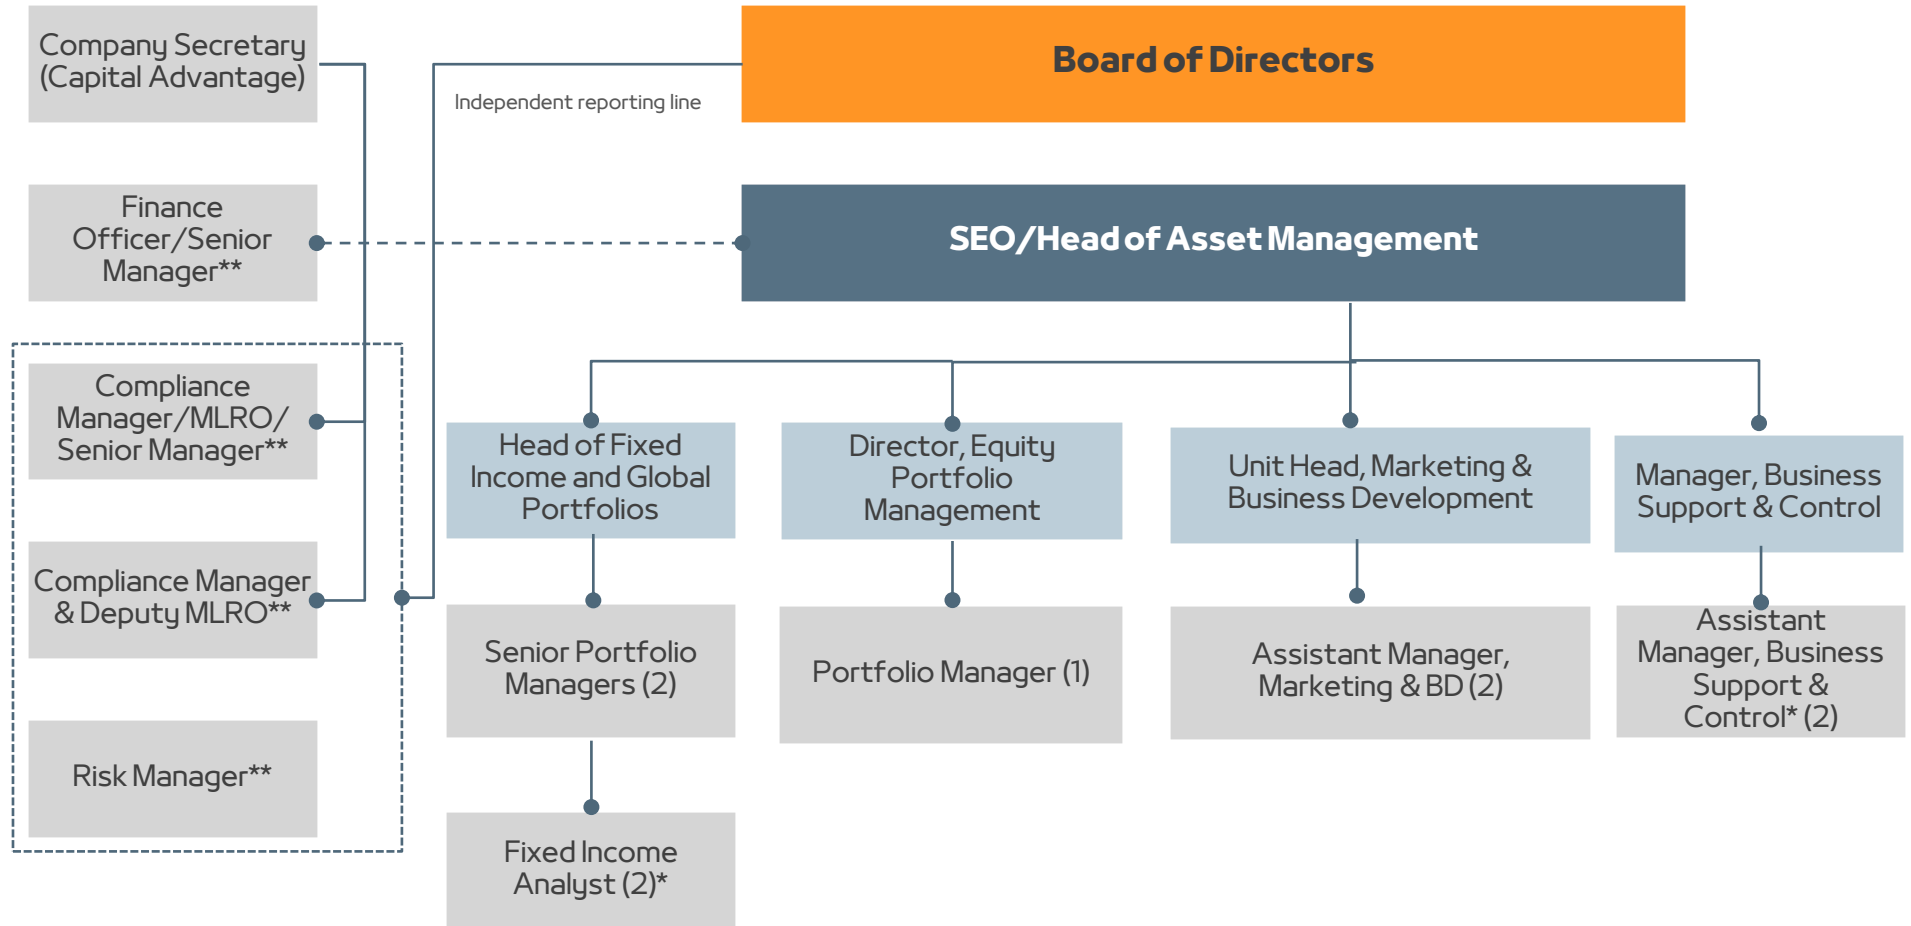 Company Secretary
(Capital Advantage)
Board of Directors
Independent reporting line
Finance
Officer/Senior
Manager**
SEO/Head of Asset Management
Compliance
Manager/MLRO/
Senior Manager**
Head of Fixed
Income and Global
Portfolios
Director, Equity
Portfolio
Management
Unit Head, Marketing &
Business Development
Manager, Business
Support & Control
Compliance Manager
& Deputy MLRO**
Senior Portfolio
Managers (2)
Portfolio Manager (1)
Assistant Manager,
Marketing & BD (2)
Assistant
Manager, Business
Support &
Control* (2)
Risk Manager**
Fixed Income
Analyst (2)*